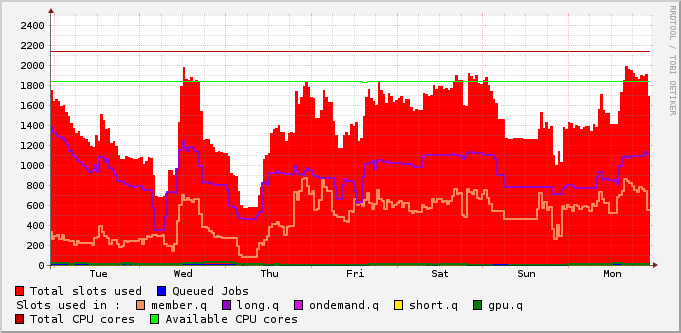 RRDTOOL / TOBI OETIKER
2400
2200
2000
1800
1600
1400
1200
1000
800
600
400
200
0
Tue Wed Thu Fri Sat Sun Mon
Total slots used Queued Jobs
Slots used in : member.q long.q ondemand.q short.q gpu.q
Total CPU cores Available CPU cores